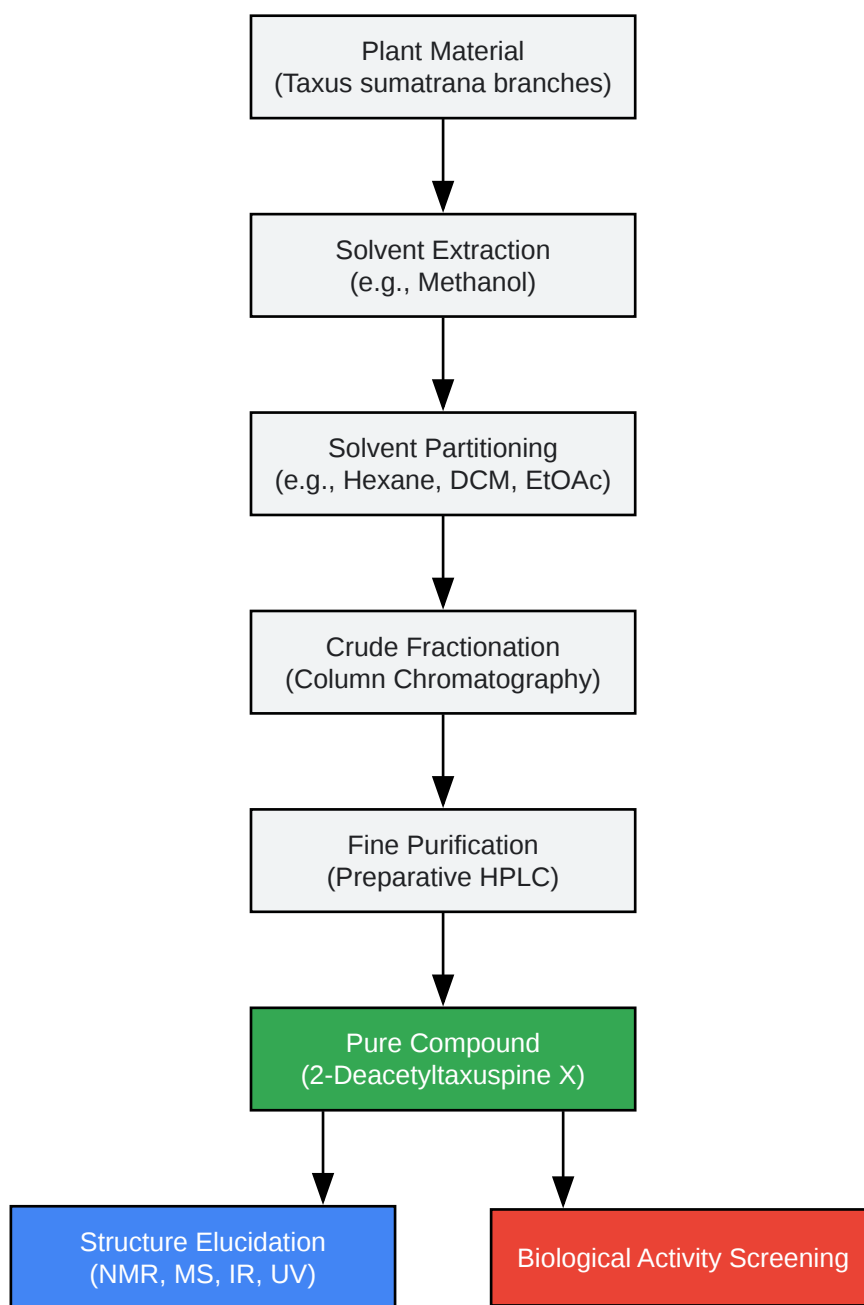 Plant Material
(Taxus sumatrana branches)
Solvent Extraction
(e.g., Methanol)
Solvent Partitioning
(e.g., Hexane, DCM, EtOAc)
Crude Fractionation
(Column Chromatography)
Fine Purification
(Preparative HPLC)
Pure Compound
(2-Deacetyltaxuspine X)
Structure Elucidation
(NMR, MS, IR, UV)
Biological Activity Screening